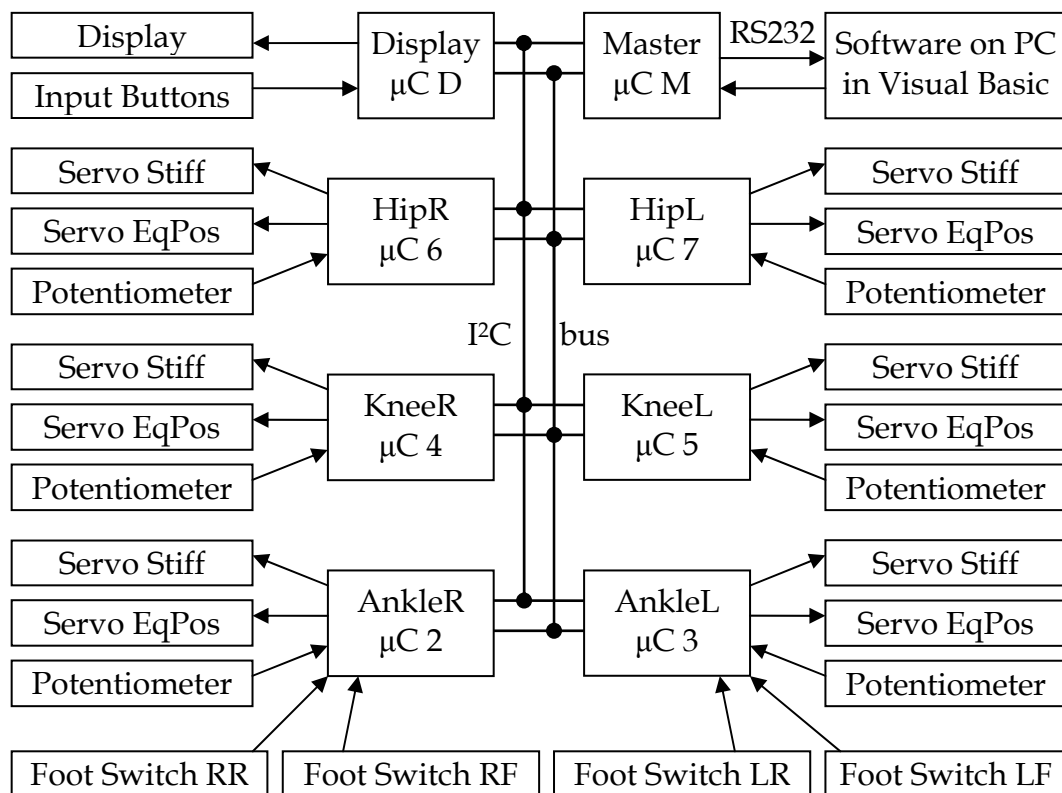 Display
Display
µC D
Master
µC M
RS232
Software on PC
in Visual Basic
Input Buttons
Servo Stiff
Servo EqPos
Potentiometer
HipR
µC 6
HipL
µC 7
Servo Stiff
Servo EqPos
Potentiometer
I²C
bus
Servo Stiff
Servo EqPos
Potentiometer
KneeR
µC 4
KneeL
µC 5
Servo Stiff
Servo EqPos
Potentiometer
Servo Stiff
Servo EqPos
Potentiometer
AnkleR
µC 2
AnkleL
µC 3
Servo Stiff
Servo EqPos
Potentiometer
Foot Switch RR
Foot Switch RF
Foot Switch LR
Foot Switch LF